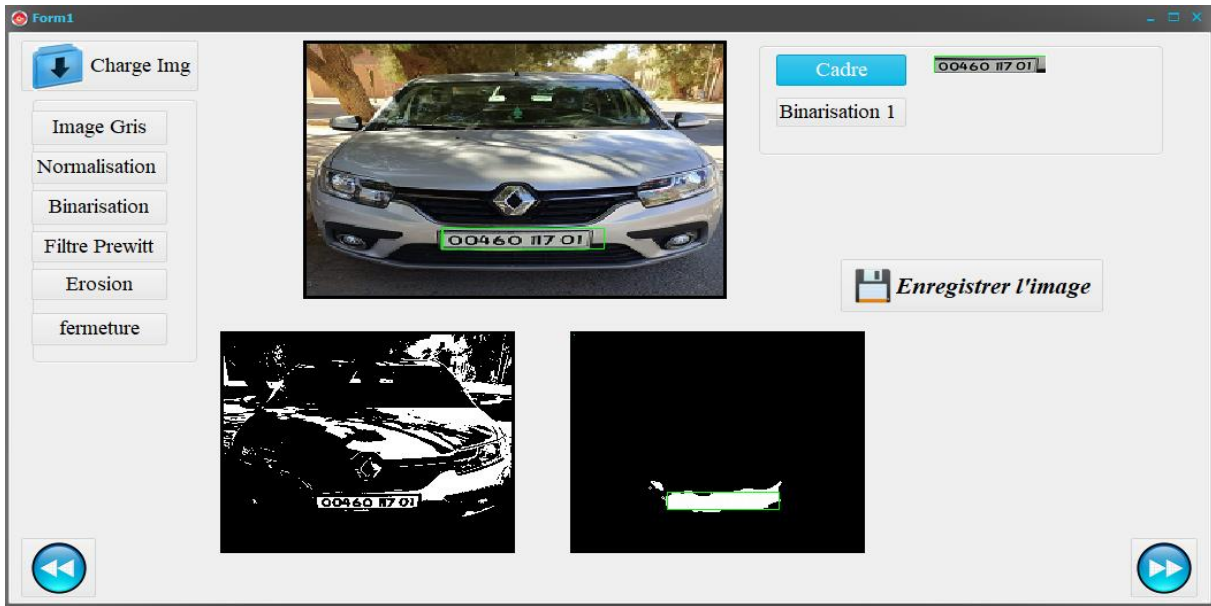 Form1
Charge Img
Image Gris
Normalisation
Binarisation
Filtre Prewitt
Erosion
fermeture
00460 117 01
Cadre
00460 117 01
Binarisation 1
Enregistrer l'image
00460 117 01